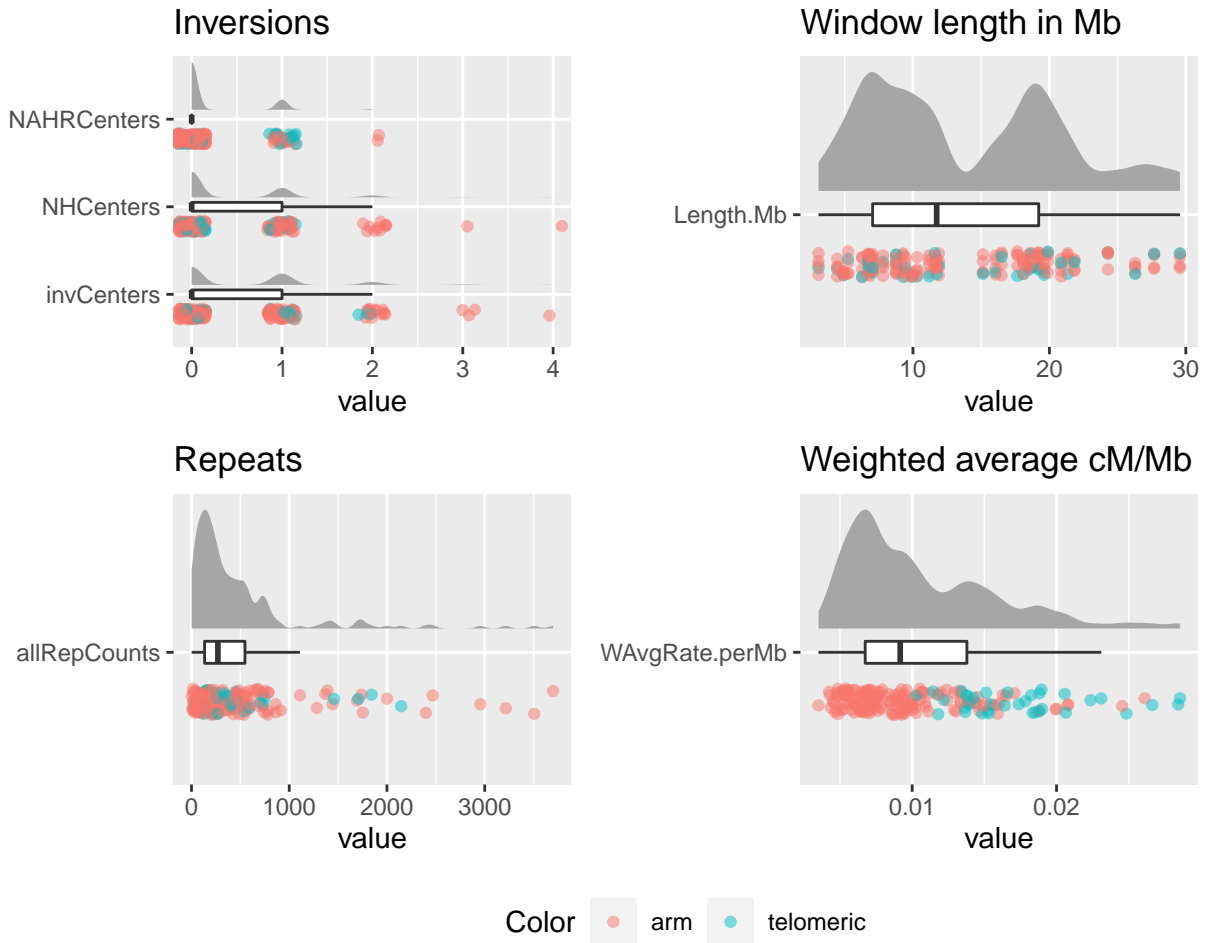 Inversions
NAHRCenters
NHCenters
invCenters
0 1 2 3 4
value
Window length in Mb
Length.Mb
10 20 30
value
Repeats
allRepCounts
0 1000 2000 3000
value
Weighted average cM/Mb
WAvgRate.perMb
0.01 0.02
value
Color arm telomeric